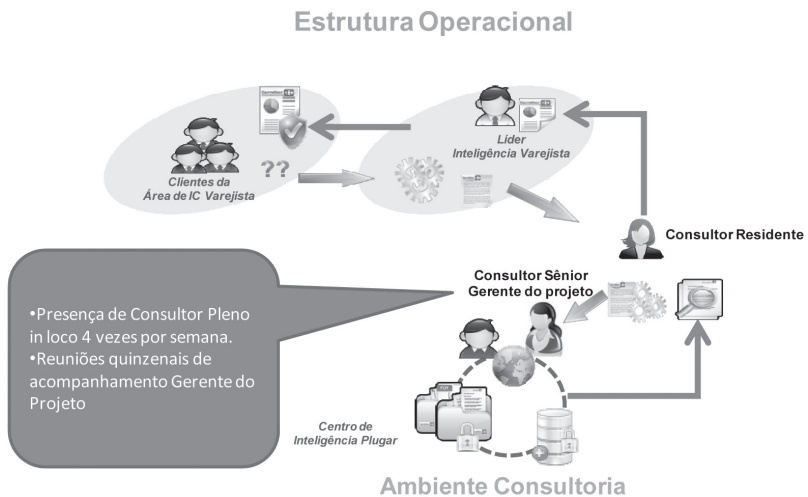 Estrutura Operacional
Líder
Inteligência Varejista
??
Clientes da
Área de IC Varejista
Consultor Residente
Consultor Sênior
Gerente do projeto
•Presença de Consultor Pleno
in loco 4 vezes por semana.
•Reuniões quinzenais de
acompanhamento Gerente do
Projeto
Centro de
Inteligência Plugar
Ambiente Consultoria